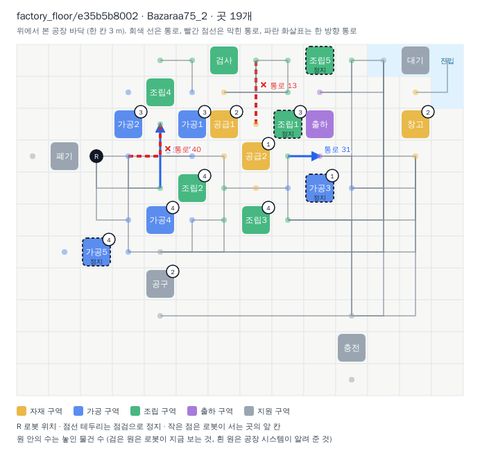 factory_floor/e35b5b8002 · Bazaraa75_2 · 곳 19개
위에서 본 공장 바닥 (한 칸 3 m). 회색 선은 통로, 빨간 점선은 막힌 통로, 파란 화살표는 한 방향 통로
검사
조립5
정지
대기
진입
✕ 통로 13
조립4
가공2
3
가공1
3
공급1
2
조립1
정지
3
출하
창고
2
✕ 통로 40
통로 31
폐기
R
공급2
1
조립2
4
가공3
정지
1
가공4
4
조립3
4
가공5
정지
4
공구
2
충전
자재 구역
가공 구역
조립 구역
출하 구역
지원 구역
R 로봇 위치 · 점선 테두리는 점검으로 정지 · 작은 점은 로봇이 서는 곳의 앞 칸
원 안의 수는 놓인 물건 수 (검은 원은 로봇이 지금 보는 것, 흰 원은 공장 시스템이 알려 준 것)